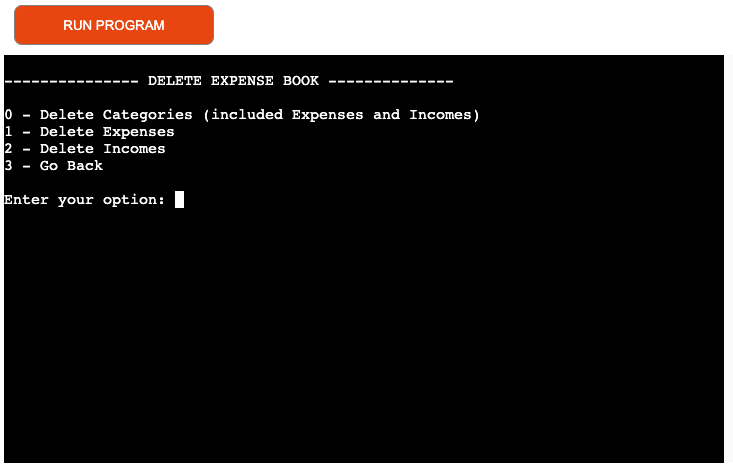 RUN PROGRAM
--------------- DELETE EXPENSE BOOK --------------
0 - Delete Categories (included Expenses and Incomes)
1 - Delete Expenses
2 - Delete Incomes
3 - Go Back
Enter your option: